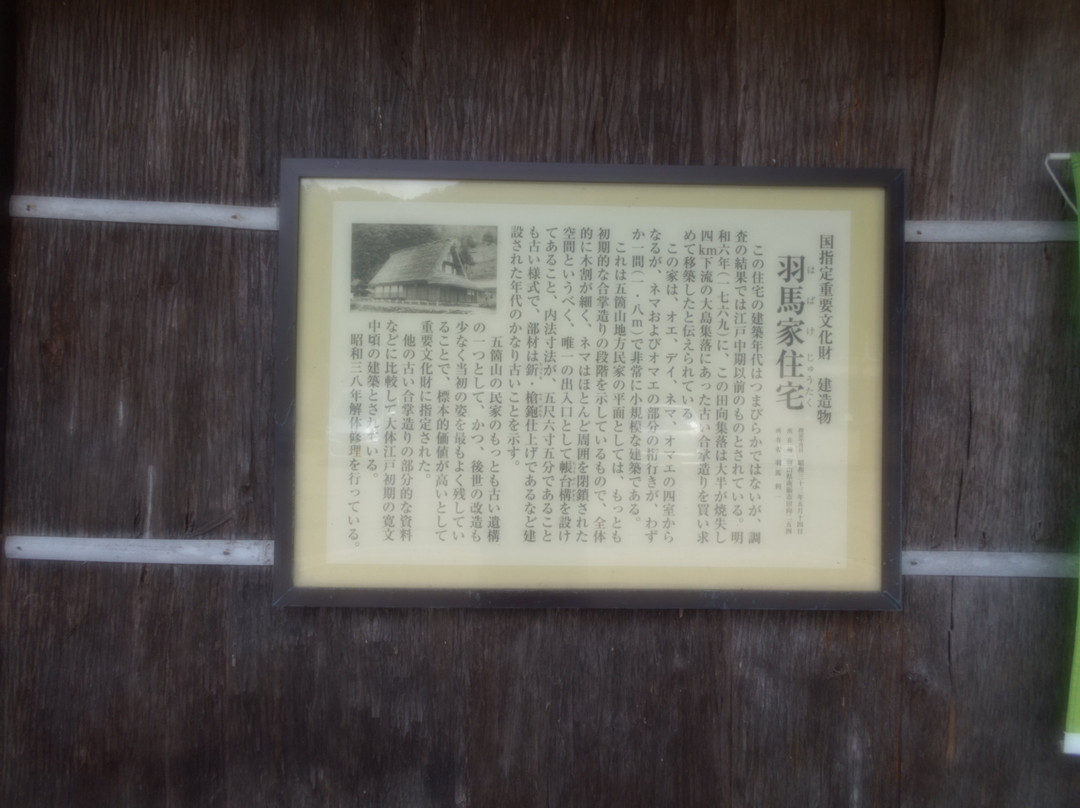 国指定重要文化財　建造物
はばけじゅうたく
羽馬家住宅
この住宅の建築年代はつまびらかではないが、調
査の結果では江戸中期以前のものとされている。明
和六年(一七六九)に、この田向集落は大半が焼失し
四km下流の大島集落にあった古い合掌造りを買い求
めて移築したと伝えられている。
この家は、オエ、デイ、ネマ、オマエの四室から
なるが、ネマおよびオマエの部分の桁行きが、わず
か一間(一・八m)で非常に小規模な建築である。
これは五箇山地方民家の平面としては、もっとも
初期的な合掌造りの段階を示しているもので、全体
的に木割が細く、ネマはほとんど周囲を閉鎖された
空間というべく、唯一の出入口として帳台構を設け
てあること、内法寸法が、五尺六寸五分であること
も古い様式で、部材は釿・槍鉋仕上げであるなど建
設された年代のかなり古いことを示す。
五箇山の民家のもっとも古い遺構
の一つとして、かつ、後世の改造も
少なく当初の姿を最もよく残してい
ることで、標本的価値が高いとして
重要文化財に指定された。
他の古い合掌造りの部分的な資料
などに比較して大体江戸初期の寛文
中頃の建築とされている。
昭和三八年解体修理を行っている。